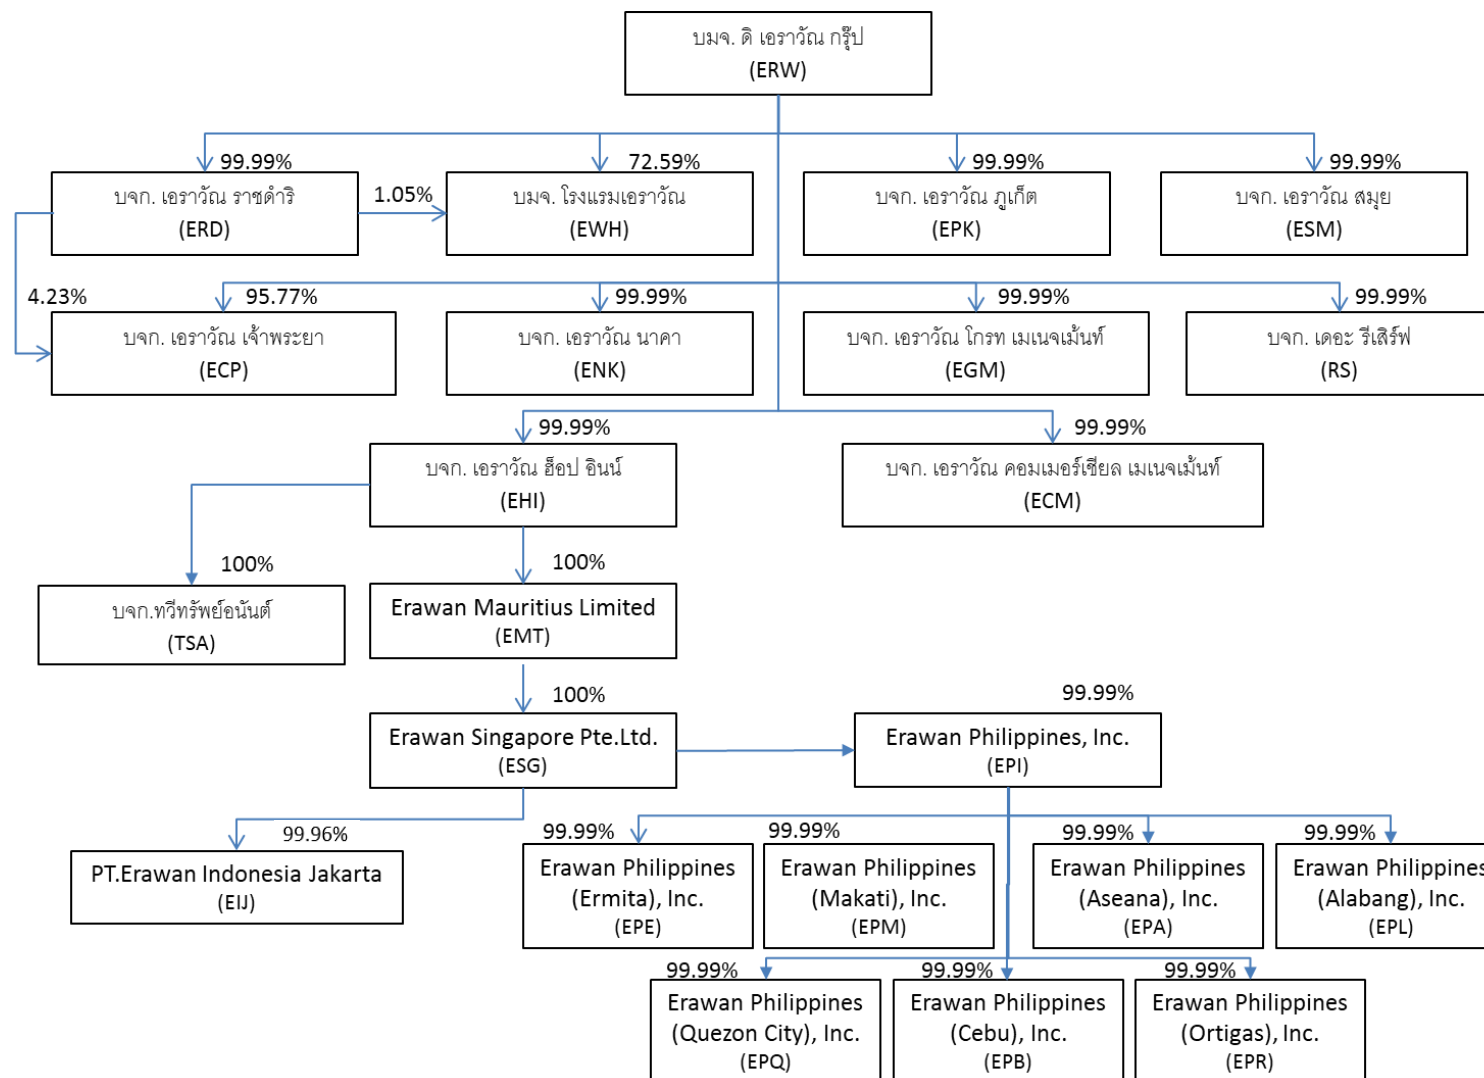 บมจ. ดิ เอราวัณ กรุ๊ป
(ERW)
99.99%
72.59%
99.99%
99.99%
บจก. เอราวัณ ราชดำริ
(ERD)
1.05%
บมจ. โรงแรมเอราวัณ
(EWH)
บจก. เอราวัณ ภูเก็ต
(EPK)
บจก. เอราวัณ สมุย
(ESM)
4.23%
95.77%
99.99%
99.99%
99.99%
บจก. เอราวัณ เจ้าพระยา
(ECP)
บจก. เอราวัณ นาคา
(ENK)
บจก. เอราวัณ โกรท เมเนจเม้นท์
(EGM)
บจก. เดอะ รีเสิร์ฟ
(RS)
99.99%
99.99%
บจก. เอราวัณ ฮ็อป อินน์
(EHI)
บจก. เอราวัณ คอมเมอร์เชียล เมเนจเม้นท์
(ECM)
100%
100%
บจก.ทวีทรัพย์อนันต์
(TSA)
Erawan Mauritius Limited
(EMT)
100%
99.99%
Erawan Singapore Pte.Ltd.
(ESG)
Erawan Philippines, Inc.
(EPI)
99.96%
99.99%
99.99%
99.99%
99.99%
PT.Erawan Indonesia Jakarta
(EIJ)
Erawan Philippines
(Ermita), Inc.
(EPE)
Erawan Philippines
(Makati), Inc.
(EPM)
Erawan Philippines
(Aseana), Inc.
(EPA)
Erawan Philippines
(Alabang), Inc.
(EPL)
99.99%
99.99%
99.99%
Erawan Philippines
(Quezon City), Inc.
(EPQ)
Erawan Philippines
(Cebu), Inc.
(EPB)
Erawan Philippines
(Ortigas), Inc.
(EPR)